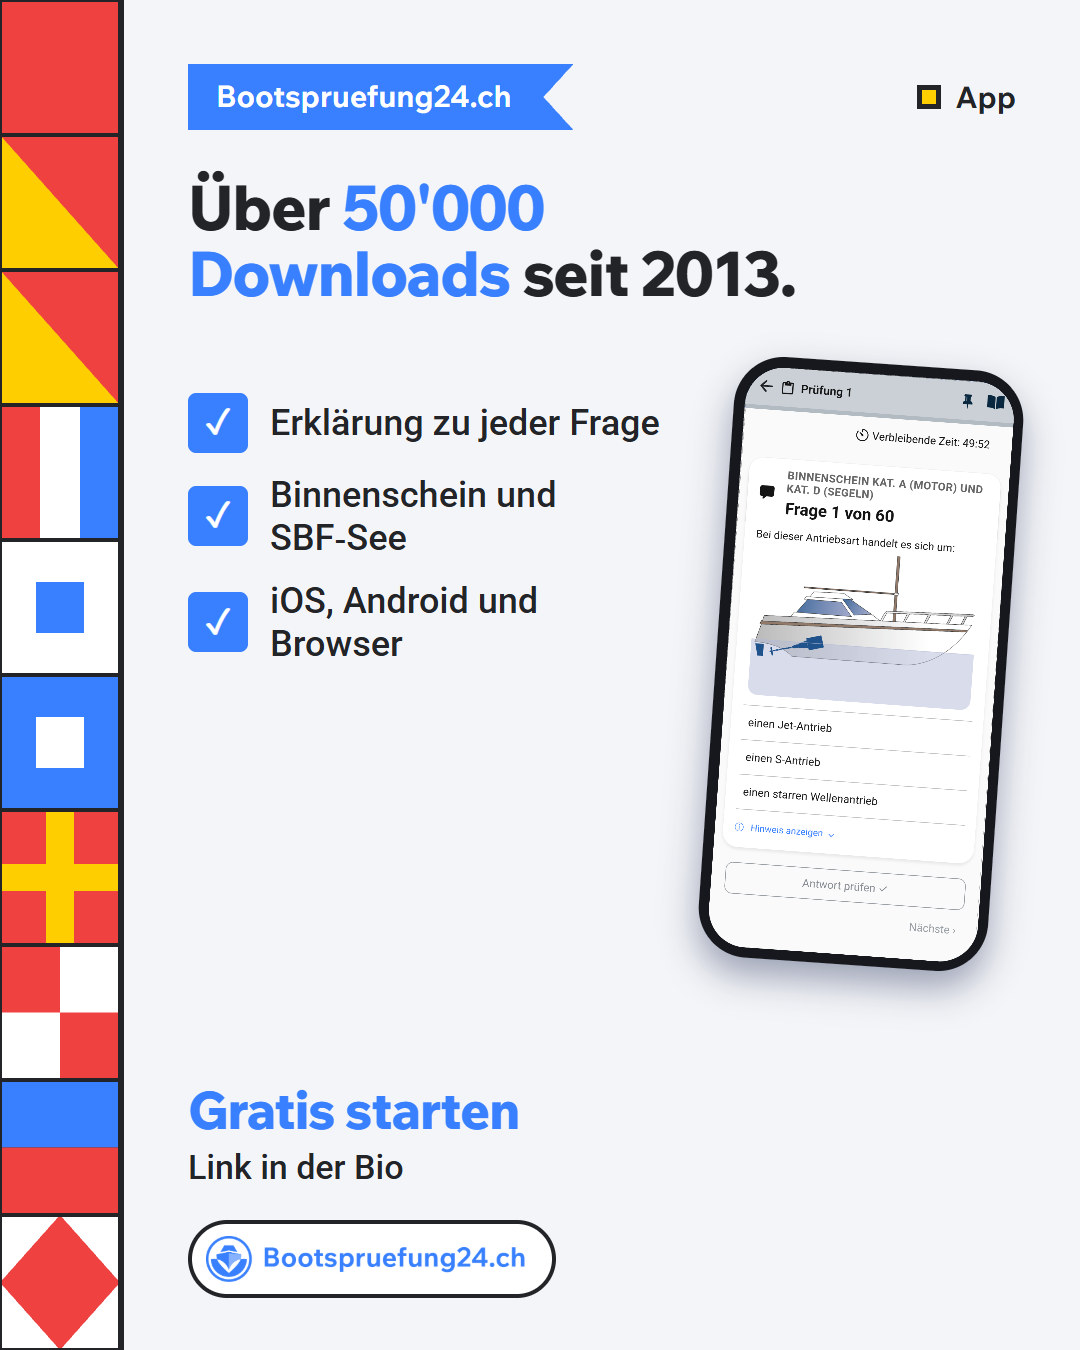 Bootspruefung24.ch
App
Über 50'000
Downloads seit 2013.
Erklärung zu jeder Frage
Binnenschein und
SBF-See
iOS, Android und
Browser
Prüfung 1
Verbleibende Zeit: 49:52
BINNENSCHEIN KAT. A (MOTOR) UND
KAT. D (SEGELN)
Frage 1 von 60
Bei dieser Antriebsart handelt es sich um:
einen Jet-Antrieb
einen S-Antrieb
einen starren Wellenantrieb
Hinweis anzeigen
Antwort prüfen ✓
Nächste ›
Gratis starten
Link in der Bio
Bootspruefung24.ch